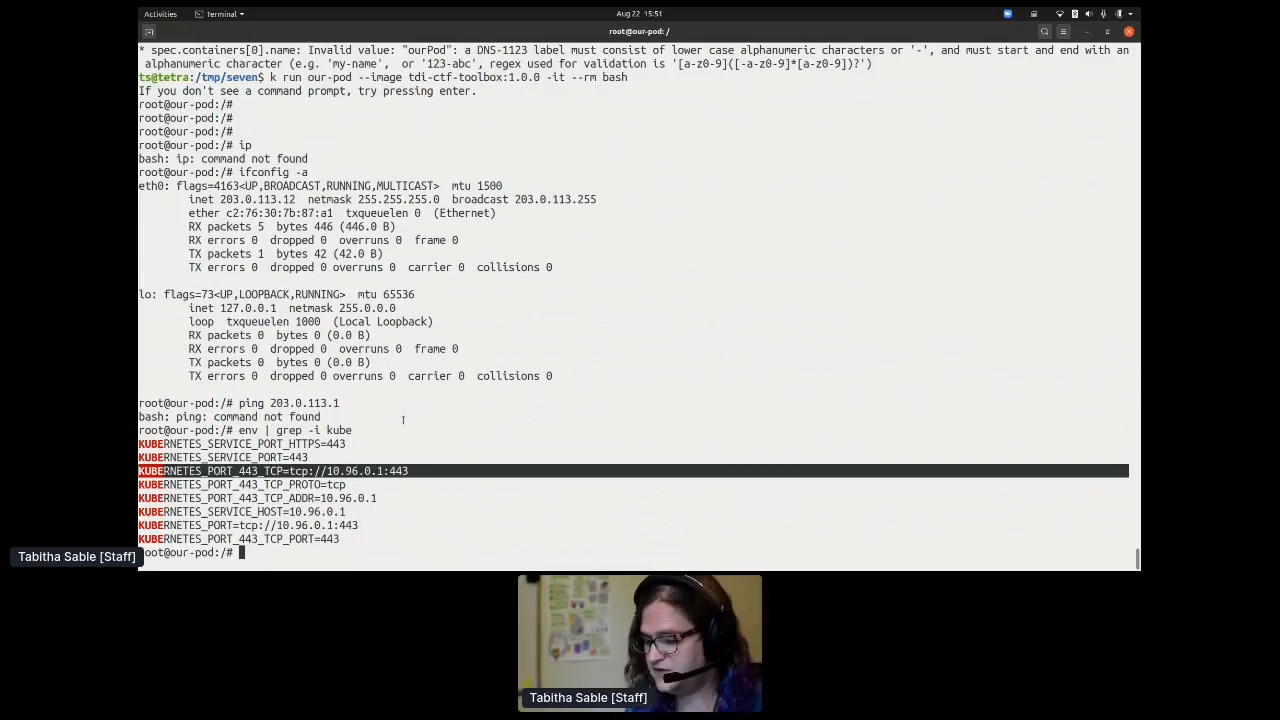 Activities Terminal Aug 22 15:51
root@our-pod: /
* spec.containers[0].name: Invalid value: "ourPod": a DNS-1123 label must consist of lower case alphanumeric characters or '-', and must start and end with an
alphanumeric character (e.g. 'my-name', or '123-abc', regex used for validation is '[a-z0-9]([-a-z0-9]*[a-z0-9])?')
ts@tetra:/tmp/seven$ k run our-pod --image tdi-ctf-toolbox:1.0.0 -it --rm bash
If you don't see a command prompt, try pressing enter.
root@our-pod:/#
root@our-pod:/#
root@our-pod:/#
root@our-pod:/# ip
bash: ip: command not found
root@our-pod:/# ifconfig -a
eth0: flags=4163<UP,BROADCAST,RUNNING,MULTICAST> mtu 1500
inet 203.0.113.12 netmask 255.255.255.0 broadcast 203.0.113.255
ether c2:76:30:7b:87:a1 txqueuelen 0 (Ethernet)
RX packets 5 bytes 446 (446.0 B)
RX errors 0 dropped 0 overruns 0 frame 0
TX packets 1 bytes 42 (42.0 B)
TX errors 0 dropped 0 overruns 0 carrier 0 collisions 0
lo: flags=73<UP,LOOPBACK,RUNNING> mtu 65536
inet 127.0.0.1 netmask 255.0.0.0
loop txqueuelen 1000 (Local Loopback)
RX packets 0 bytes 0 (0.0 B)
RX errors 0 dropped 0 overruns 0 frame 0
TX packets 0 bytes 0 (0.0 B)
TX errors 0 dropped 0 overruns 0 carrier 0 collisions 0
root@our-pod:/# ping 203.0.113.1
bash: ping: command not found
root@our-pod:/# env | grep -i kube
KUBERNETES_SERVICE_PORT_HTTPS=443
KUBERNETES_SERVICE_PORT=443
KUBERNETES_PORT_443_TCP=tcp://10.96.0.1:443
KUBERNETES_PORT_443_TCP_PROTO=tcp
KUBERNETES_PORT_443_TCP_ADDR=10.96.0.1
KUBERNETES_SERVICE_HOST=10.96.0.1
KUBERNETES_PORT=tcp://10.96.0.1:443
KUBERNETES_PORT_443_TCP_PORT=443
root@our-pod:/#
Tabitha Sable [Staff]
Tabitha Sable [Staff]